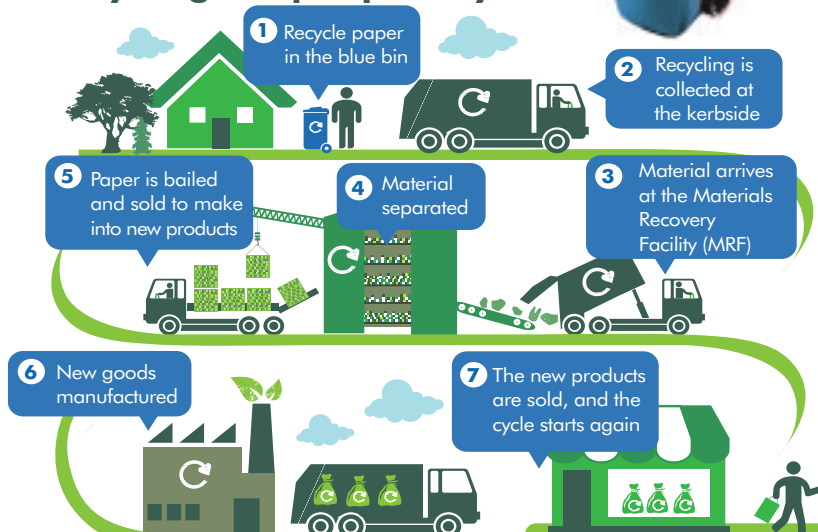 1 Recycle paper
in the blue bin
2 Recycling is
collected at
the kerbside
3 Material arrives
at the Materials
Recovery
Facility (MRF)
4 Material
separated
5 Paper is bailed
and sold to make
into new products
6 New goods
manufactured
7 The new products
are sold, and the
cycle starts again